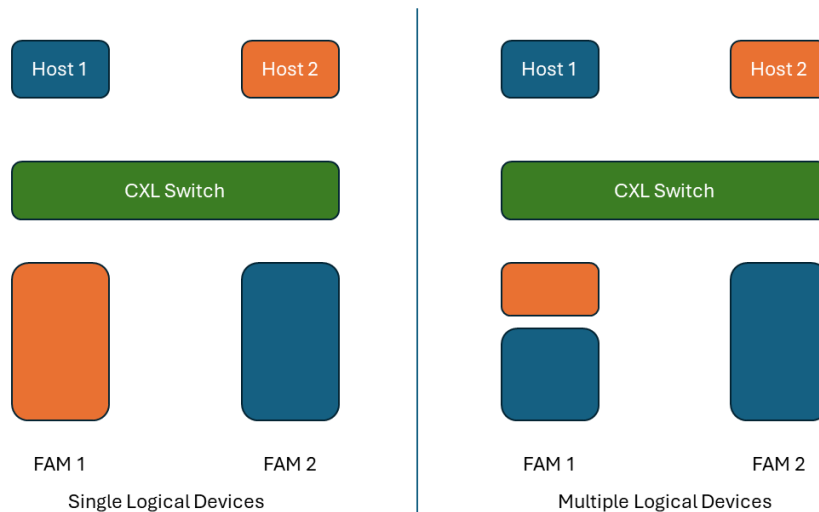 Host 1
Host 2
CXL Switch
FAM 1
FAM 2
Single Logical Devices
Host 1
Host 2
CXL Switch
FAM 1
FAM 2
Multiple Logical Devices